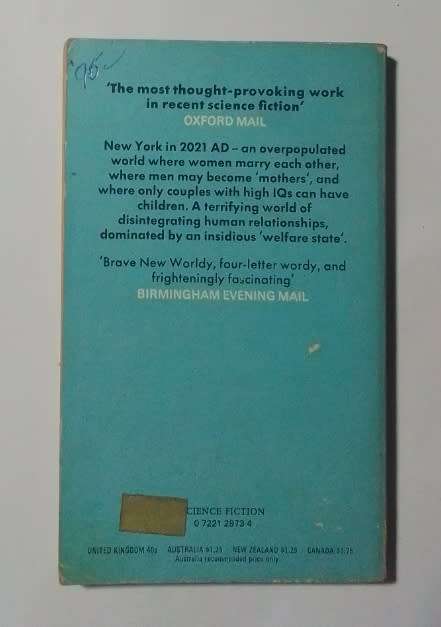 95
'The most thought-provoking work
in recent science fiction'
OXFORD MAIL
New York in 2021 AD – an overpopulated
world where women marry each other,
where men may become 'mothers', and
where only couples with high IQs can have
children. A terrifying world of
disintegrating human relationships,
dominated by an insidious 'welfare state'.
'Brave New Worldy, four-letter wordy, and
frighteningly fascinating'
BIRMINGHAM EVENING MAIL
CIENCE FICTION
0 7221 2973 4
UNITED KINGDOM 40p AUSTRALIA $1.25 NEW ZEALAND $1.25 CANADA $1.75
Australia recommended price only